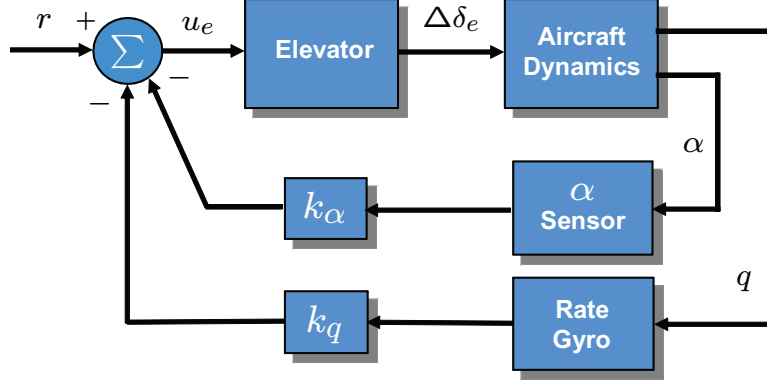 r + u_e Elevator Δδ_e Aircraft
Dynamics
Σ
−
−
α
k_α α
Sensor
q
k_q Rate
Gyro